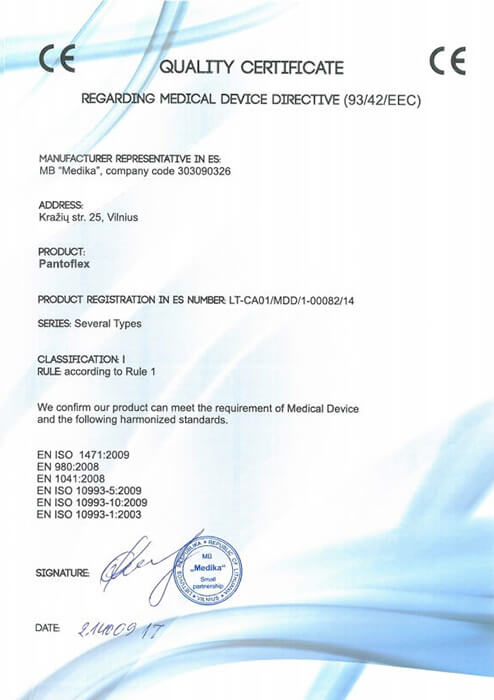 CE
QUALITY CERTIFICATE
CE
REGARDING MEDICAL DEVICE DIRECTIVE (93/42/EEC)
MANUFACTURER REPRESENTATIVE IN ES:
MB "Medika", company code 303090326
ADDRESS:
Kražių str. 25, Vilnius
PRODUCT:
Pantoflex
PRODUCT REGISTRATION IN ES NUMBER: LT-CA01/MDD/1-00082/14
SERIES: Several Types
CLASSIFICATION: I
RULE: according to Rule 1
We confirm our product can meet the requirement of Medical Device
and the following harmonized standards.
EN ISO 1471:2009
EN 980:2008
EN 1041:2008
EN ISO 10993-5:2009
EN ISO 10993-10:2009
EN ISO 10993-1:2003
SIGNATURE:
LIETUVOS RESPUBLIKA * REPUBLIC OF LITHUANIA
* VILNIUS *
MB
„Medika"
Small
partnership
DATE: